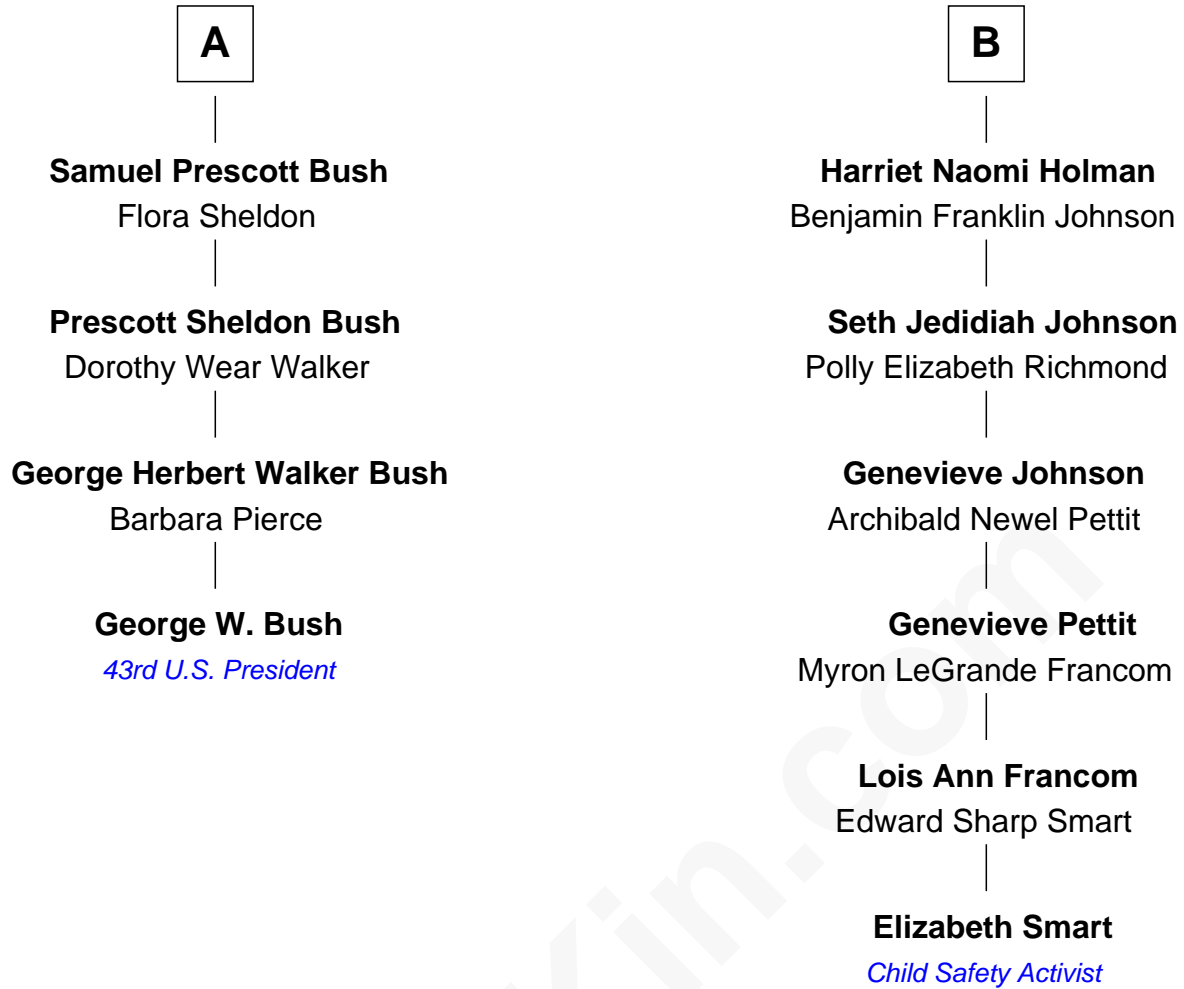 A
Samuel Prescott Bush
Flora Sheldon
Prescott Sheldon Bush
Dorothy Wear Walker
George Herbert Walker Bush
Barbara Pierce
George W. Bush
43rd U.S. President
B
Harriet Naomi Holman
Benjamin Franklin Johnson
Seth Jedidiah Johnson
Polly Elizabeth Richmond
Genevieve Johnson
Archibald Newel Pettit
Genevieve Pettit
Myron LeGrande Francom
Lois Ann Francom
Edward Sharp Smart
Elizabeth Smart
Child Safety Activist
kin.com